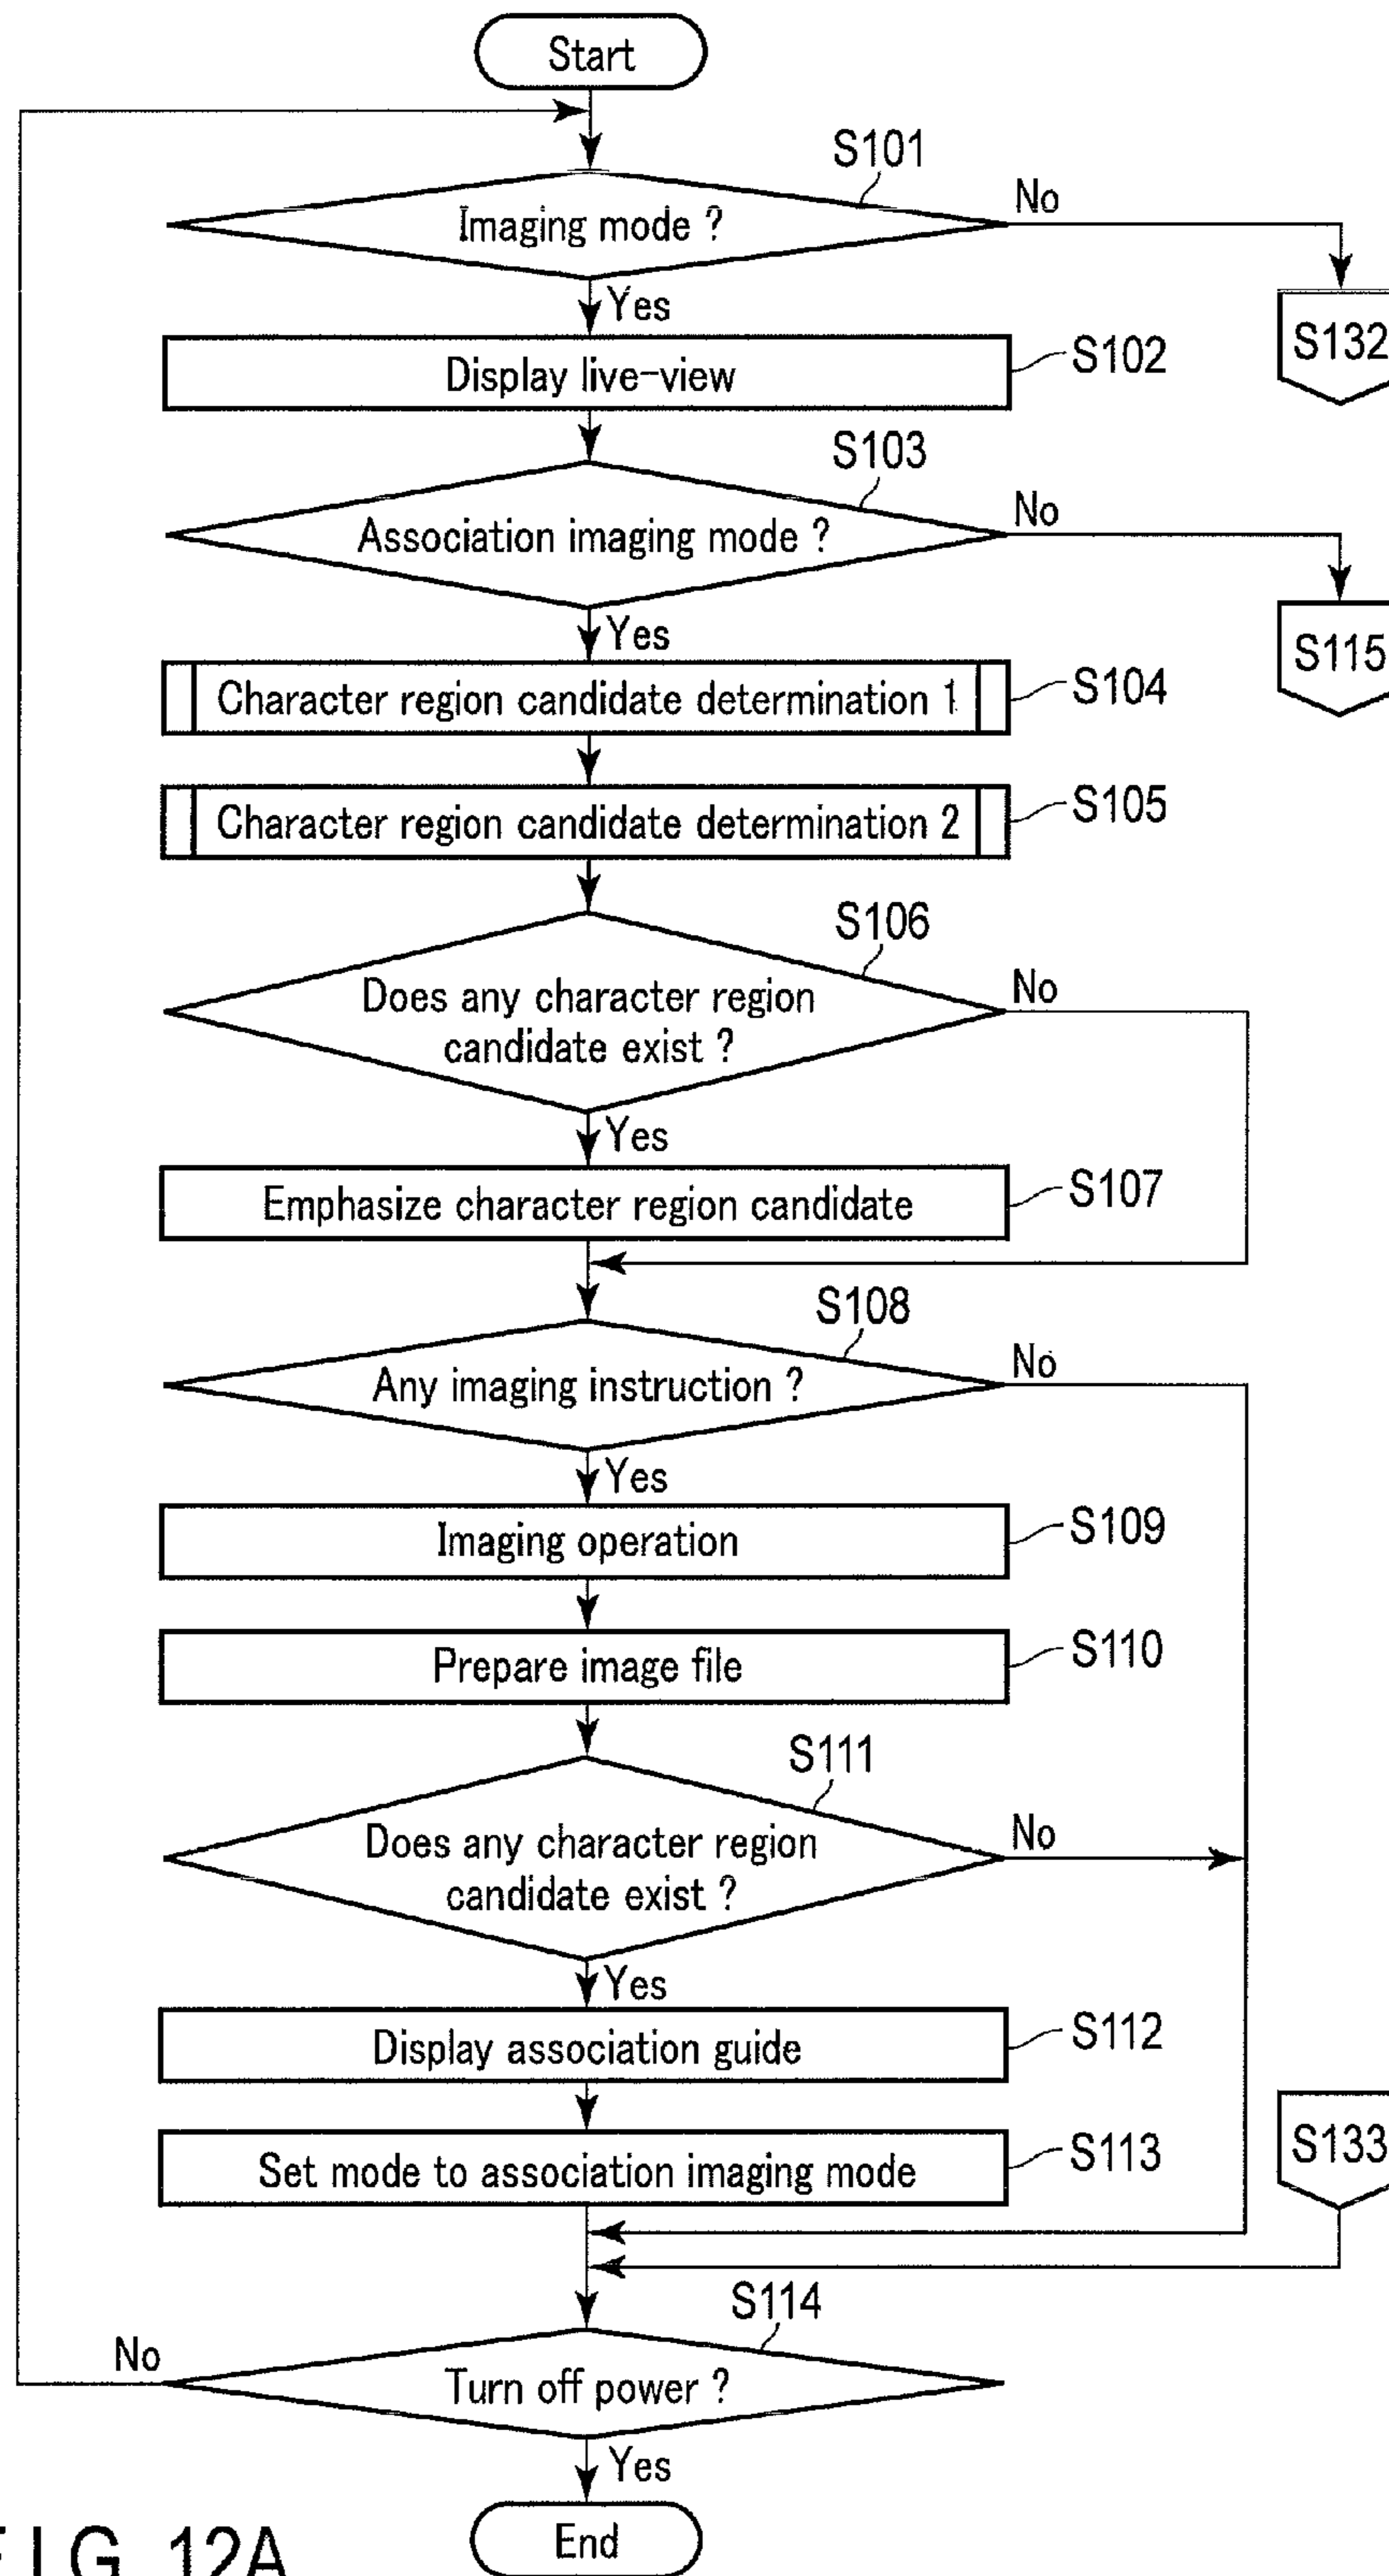 Start
S101
Imaging mode ?
No
Yes
S132
Display live-view
S102
S103
Association imaging mode ?
No
Yes
S115
Character region candidate determination 1
S104
Character region candidate determination 2
S105
S106
Does any character region
candidate exist ?
No
Yes
Emphasize character region candidate
S107
S108
Any imaging instruction ?
No
Yes
Imaging operation
S109
Prepare image file
S110
S111
Does any character region
candidate exist ?
No
Yes
Display association guide
S112
Set mode to association imaging mode
S113
S133
S114
No
Turn off power ?
Yes
End
FIG. 12A